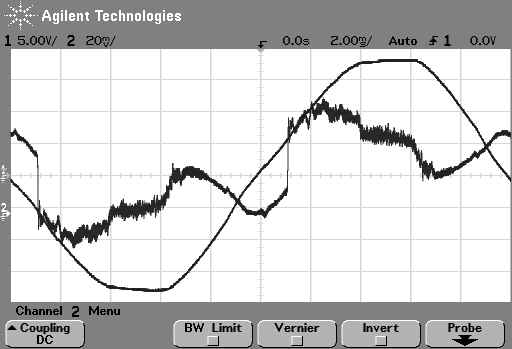 Agilent Technologies
1 5.00V/ 2 20mV/ 0.0s 2.00ms/ Auto 1 0.0V
2
Channel 2 Menu
Coupling BW Limit Vernier Invert Probe
DC